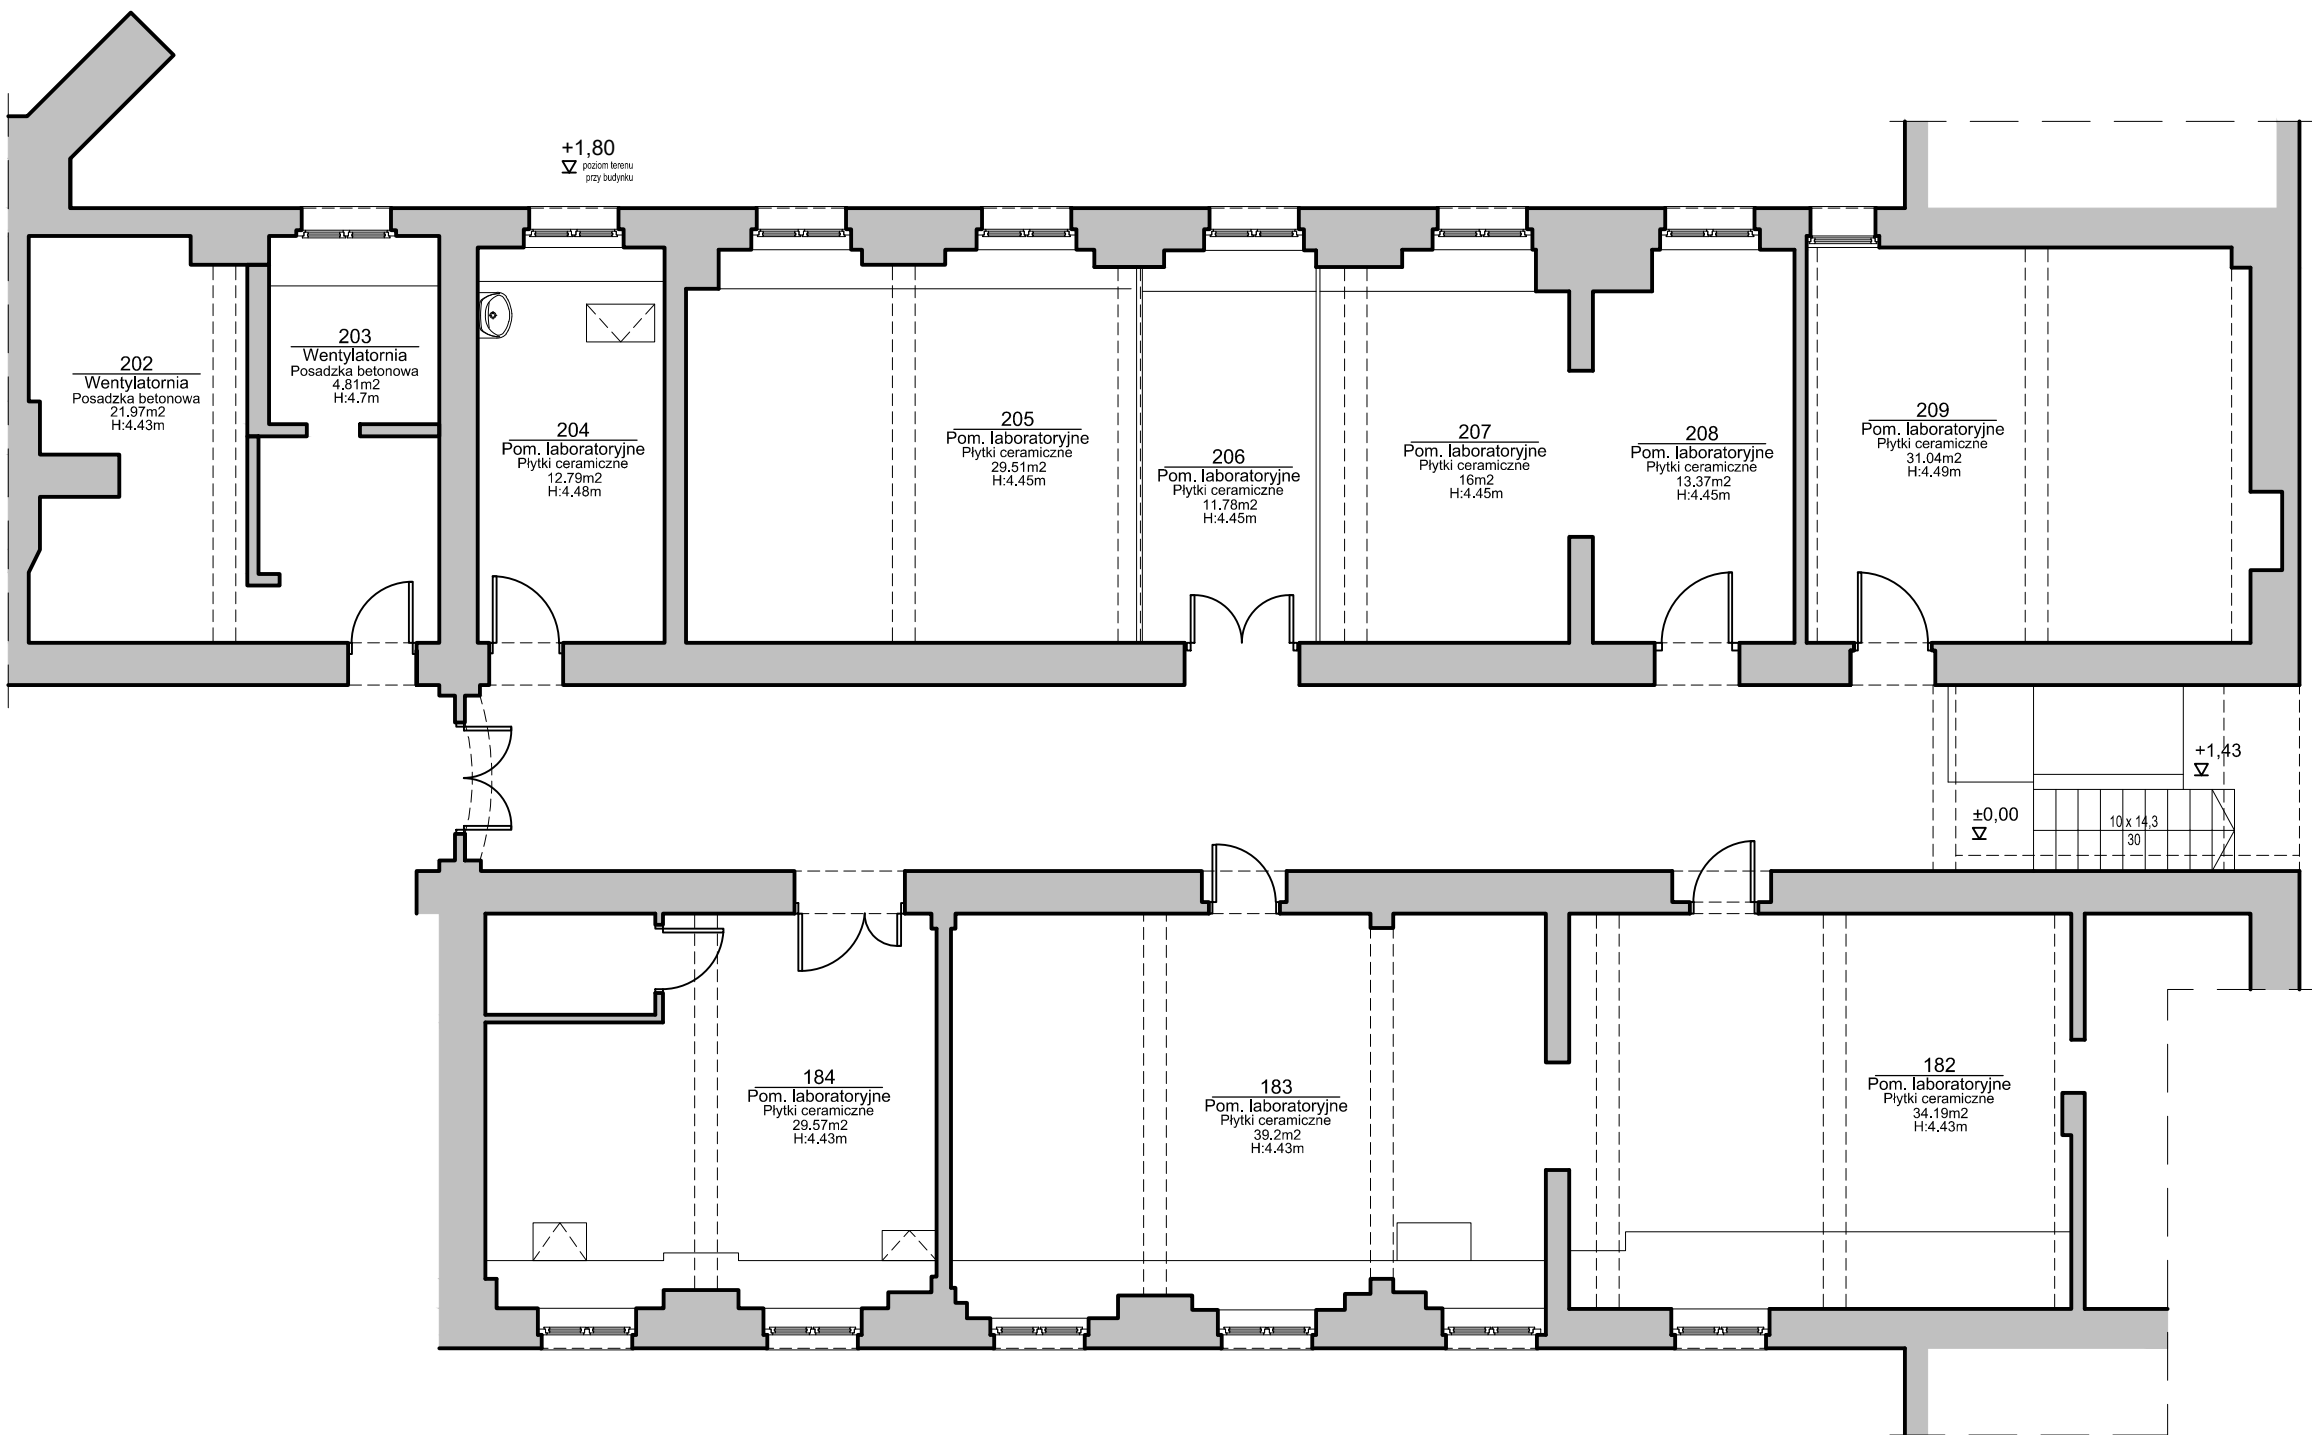 +1,80
poziom terenu
przy budynku
202
Wentylatornia
Posadzka betonowa
21.97m2
H:4.43m
203
Wentylatornia
Posadzka betonowa
4.81m2
H:4.7m
204
Pom. laboratoryjne
Płytki ceramiczne
12.79m2
H:4.48m
205
Pom. laboratoryjne
Płytki ceramiczne
29.51m2
H:4.45m
206
Pom. laboratoryjne
Płytki ceramiczne
11.78m2
H:4.45m
207
Pom. laboratoryjne
Płytki ceramiczne
16m2
H:4.45m
208
Pom. laboratoryjne
Płytki ceramiczne
13.37m2
H:4.45m
209
Pom. laboratoryjne
Płytki ceramiczne
31.04m2
H:4.49m
+1,43
±0,00
10 x 14,3
30
184
Pom. laboratoryjne
Płytki ceramiczne
29.57m2
H:4.43m
183
Pom. laboratoryjne
Płytki ceramiczne
39.2m2
H:4.43m
182
Pom. laboratoryjne
Płytki ceramiczne
34.19m2
H:4.43m